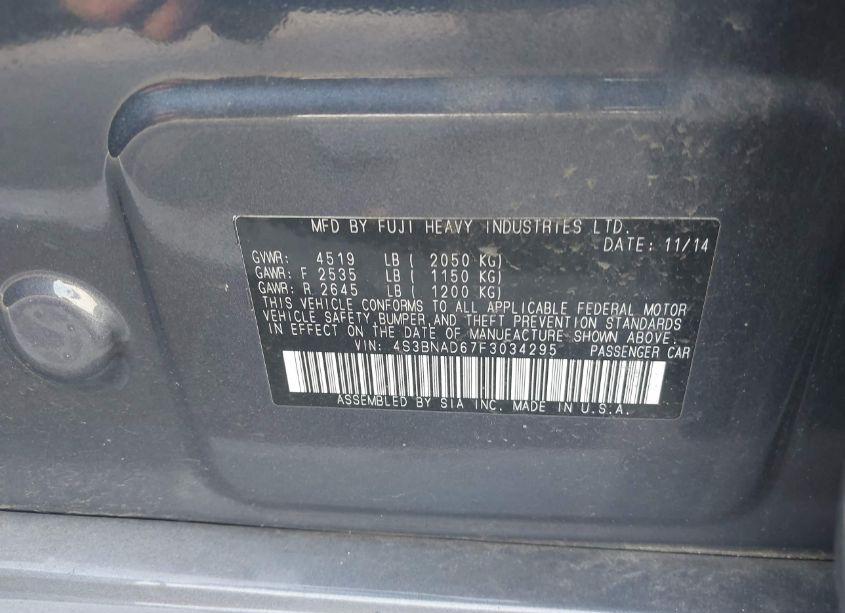 MFD BY FUJI HEAVY INDUSTRIES LTD.
DATE: 11/14
GVWR: 4519 LB ( 2050 KG)
GAWR: F 2535 LB ( 1150 KG)
GAWR: R 2645 LB ( 1200 KG)
THIS VEHICLE CONFORMS TO ALL APPLICABLE FEDERAL MOTOR
VEHICLE SAFETY, BUMPER, AND THEFT PREVENTION STANDARDS
IN EFFECT ON THE DATE OF MANUFACTURE SHOWN ABOVE.
VIN: 4S3BNAD67F3034295 PASSENGER CAR
ASSEMBLED BY SIA INC. MADE IN U.S.A.